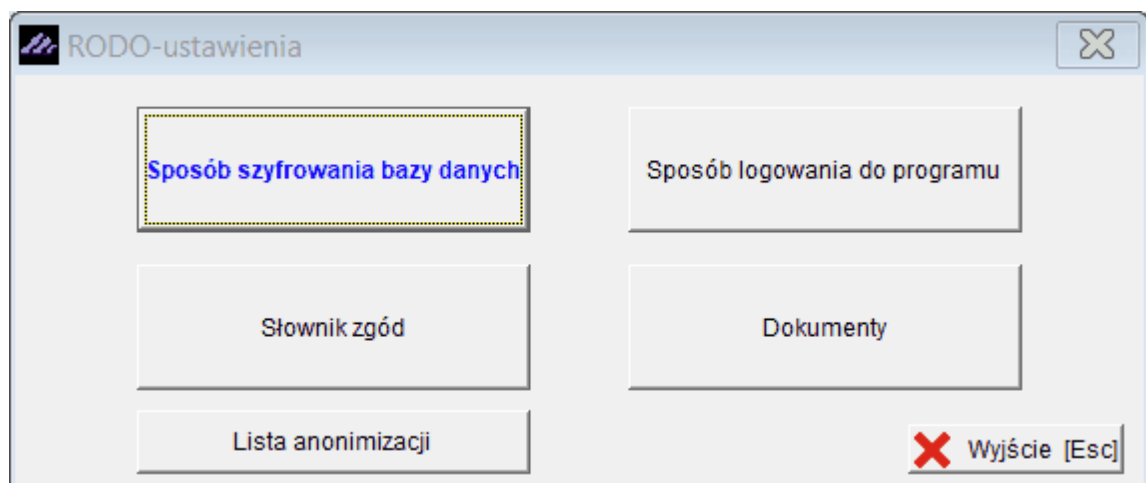 RODO-ustawienia
Sposób szyfrowania bazy danych
Sposób logowania do programu
Słownik zgód
Dokumenty
Lista anonimizacji
Wyjście [Esc]